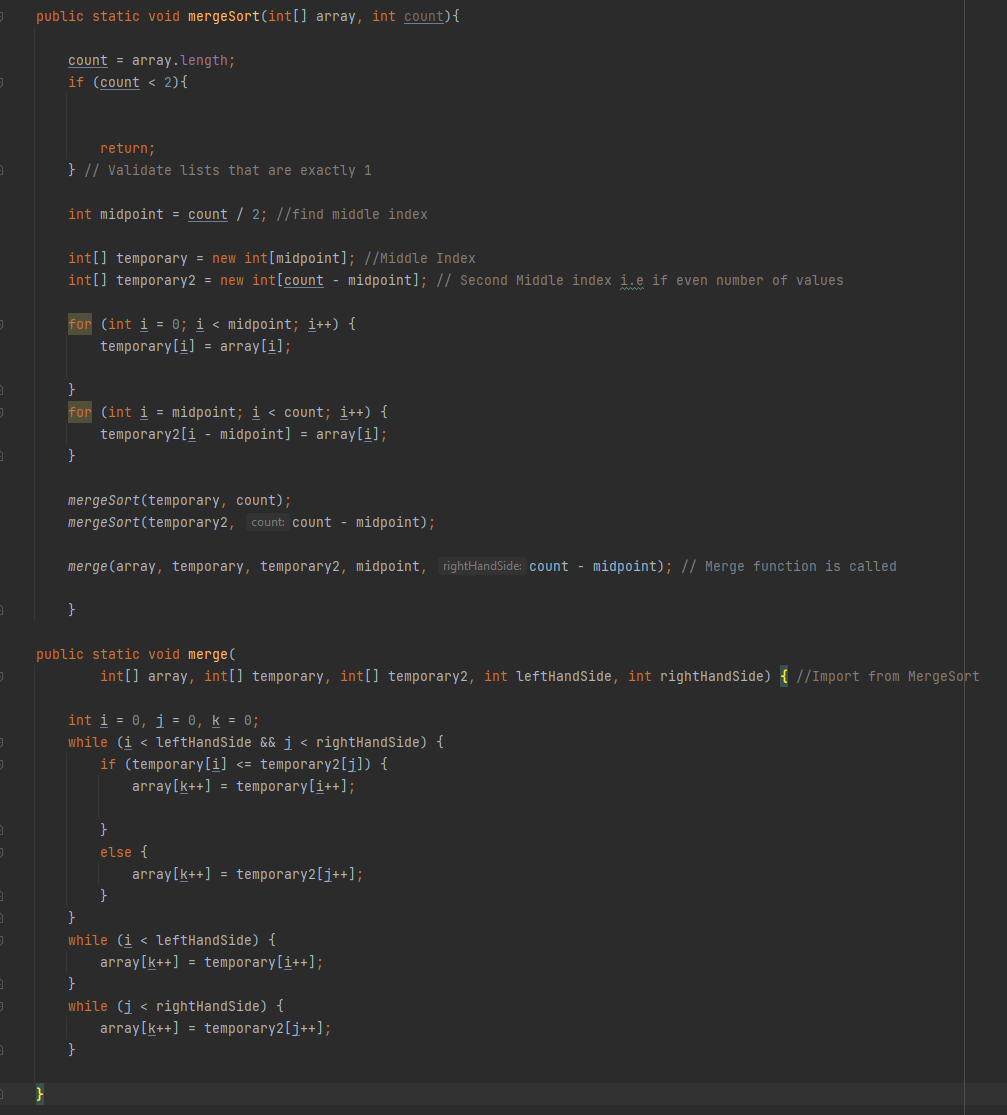 public static void mergeSort(int[] array, int count){
count = array.length;
if (count < 2){
return;
} // Validate lists that are exactly 1
int midpoint = count / 2; //find middle index
int[] temporary = new int[midpoint]; //Middle Index
int[] temporary2 = new int[count - midpoint]; // Second Middle index i.e if even number of values
for (int i = 0; i < midpoint; i++) {
temporary[i] = array[i];
}
for (int i = midpoint; i < count; i++) {
temporary2[i - midpoint] = array[i];
}
mergeSort(temporary, count);
mergeSort(temporary2, count: count - midpoint);
merge(array, temporary, temporary2, midpoint, rightHandSide: count - midpoint); // Merge function is called
}
public static void merge(
int[] array, int[] temporary, int[] temporary2, int leftHandSide, int rightHandSide) { //Import from MergeSort
int i = 0, j = 0, k = 0;
while (i < leftHandSide && j < rightHandSide) {
if (temporary[i] <= temporary2[j]) {
array[k++] = temporary[i++];
}
else {
array[k++] = temporary2[j++];
}
}
while (i < leftHandSide) {
array[k++] = temporary[i++];
}
while (j < rightHandSide) {
array[k++] = temporary2[j++];
}
}